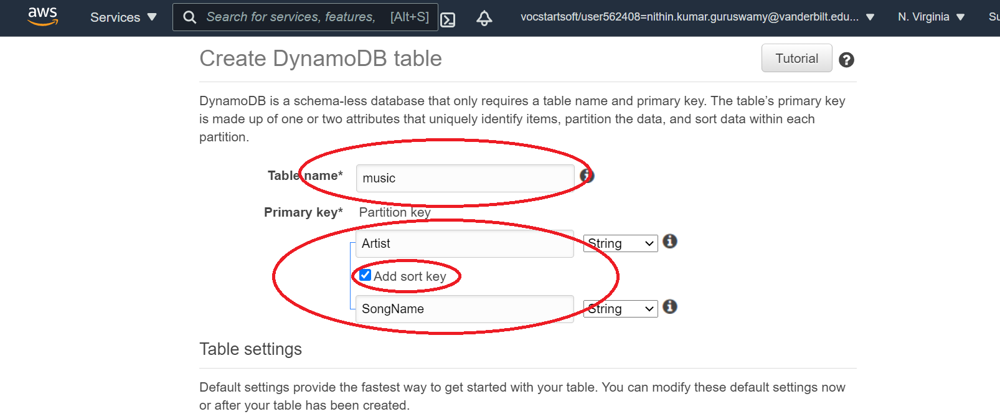 aws Services Search for services, features, [Alt+S] vocstartsoft/user562408=nithin.kumar.guruswamy@vanderbilt.edu... N. Virginia Su
Create DynamoDB table Tutorial ?
DynamoDB is a schema-less database that only requires a table name and primary key. The table’s primary key
is made up of one or two attributes that uniquely identify items, partition the data, and sort data within each
partition.
Table name* music i
Primary key* Partition key
Artist String i
Add sort key
SongName String i
Table settings
Default settings provide the fastest way to get started with your table. You can modify these default settings now
or after your table has been created.